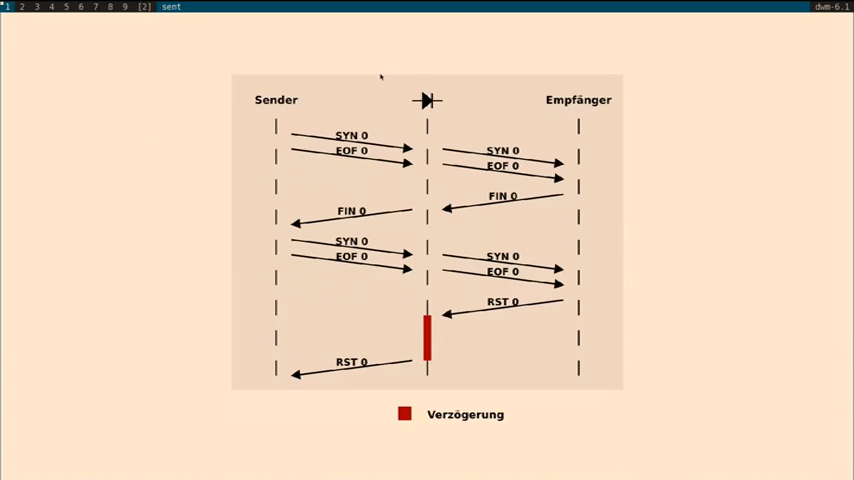 1 2 3 4 5 6 7 8 9 [2] sent dwm-6.1
Sender Empfänger
SYN 0
EOF 0 SYN 0
EOF 0
FIN 0
FIN 0
SYN 0
EOF 0 SYN 0
EOF 0
RST 0
RST 0
Verzögerung